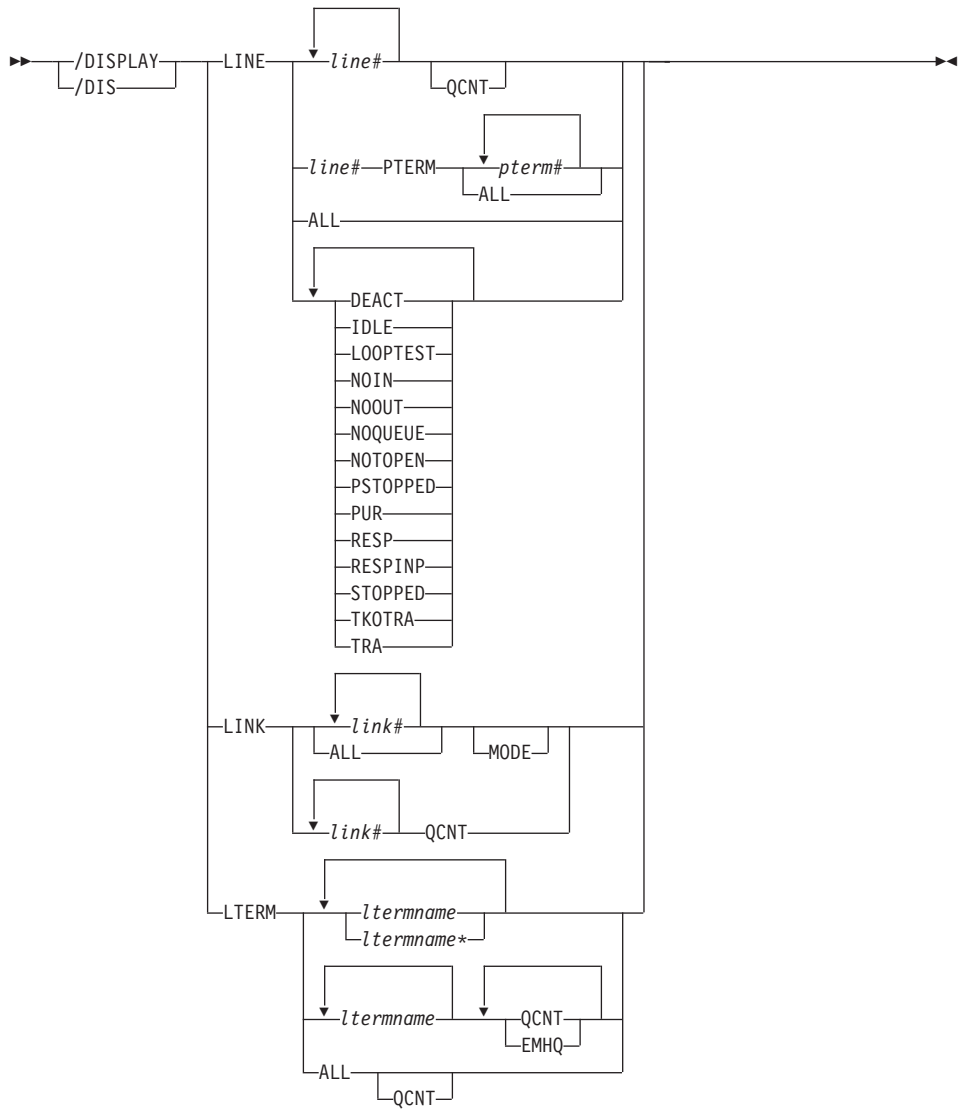 /DISPLAY LINE line#
/DIS QCNT
line# PTERM pterm#
ALL
ALL
DEACT
IDLE
LOOPTEST
NOIN
NOOUT
NOQUEUE
NOTOPEN
PSTOPPED
PUR
RESP
RESPINP
STOPPED
TKOTRA
TRA
LINK link#
ALL MODE
link# QCNT
LTERM ltermname
ltermname*
ltermname QCNT
EMHQ
ALL
QCNT